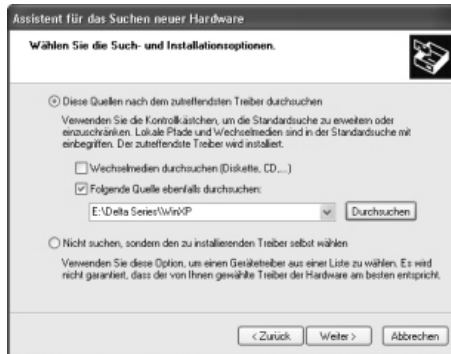 Assistent für das Suchen neuer Hardware
Wählen Sie die Such- und Installationsoptionen.
Diese Quellen nach dem zutreffendsten Treiber durchsuchen
Verwenden Sie die Kontrollkästchen, um die Standardsuche zu erweitern oder
einzuschränken. Lokale Pfade und Wechselmedien sind in der Standardsuche mit
einbegriffen. Der zutreffendste Treiber wird installiert.
Wechselmedien durchsuchen (Diskette, CD,...)
Folgende Quelle ebenfalls durchsuchen:
E:\Delta Series\WinXP
Durchsuchen
Nicht suchen, sondern den zu installierenden Treiber selbst wählen
Verwenden Sie diese Option, um einen Gerätetreiber aus einer Liste zu wählen. Es wird
nicht garantiert, dass der von Ihnen gewählte Treiber der Hardware am besten entspricht.
< Zurück Weiter > Abbrechen